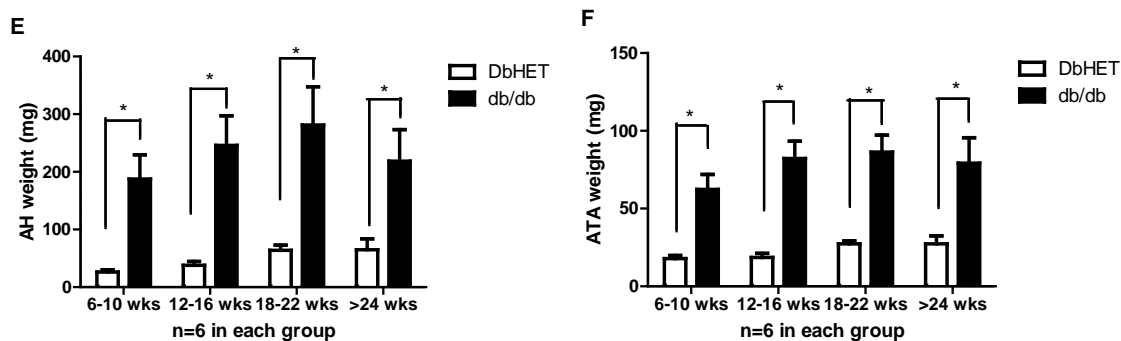 E
AH weight (mg)
400
300
200
100
0
* * * *
6-10 wks 12-16 wks 18-22 wks >24 wks
n=6 in each group
DbHET
db/db
F
ATA weight (mg)
150
100
50
0
* * * *
6-10 wks 12-16 wks 18-22 wks >24 wks
n=6 in each group
DbHET
db/db